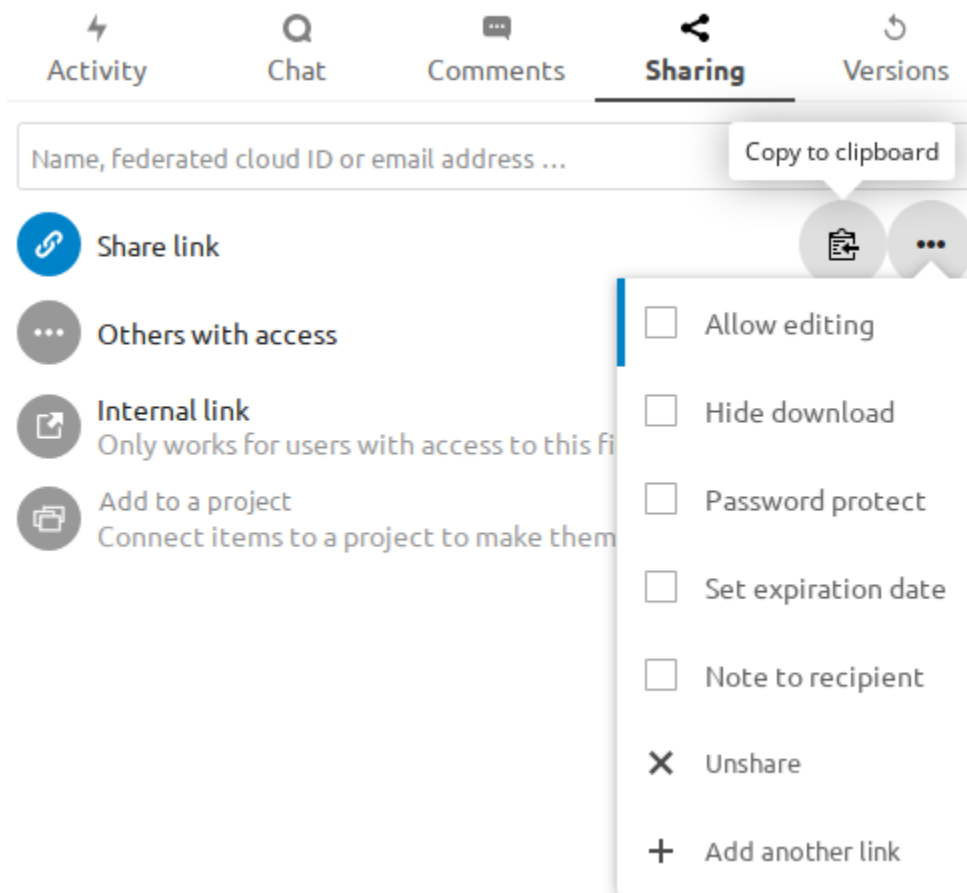 Activity
Chat
Comments
Sharing
Versions
Name, federated cloud ID or email address ...
Copy to clipboard
Share link
Others with access
Internal link
Only works for users with access to this
Add to a project
Connect items to a project to make them
Allow editing
Hide download
Password protect
Set expiration date
Note to recipient
Unshare
Add another link